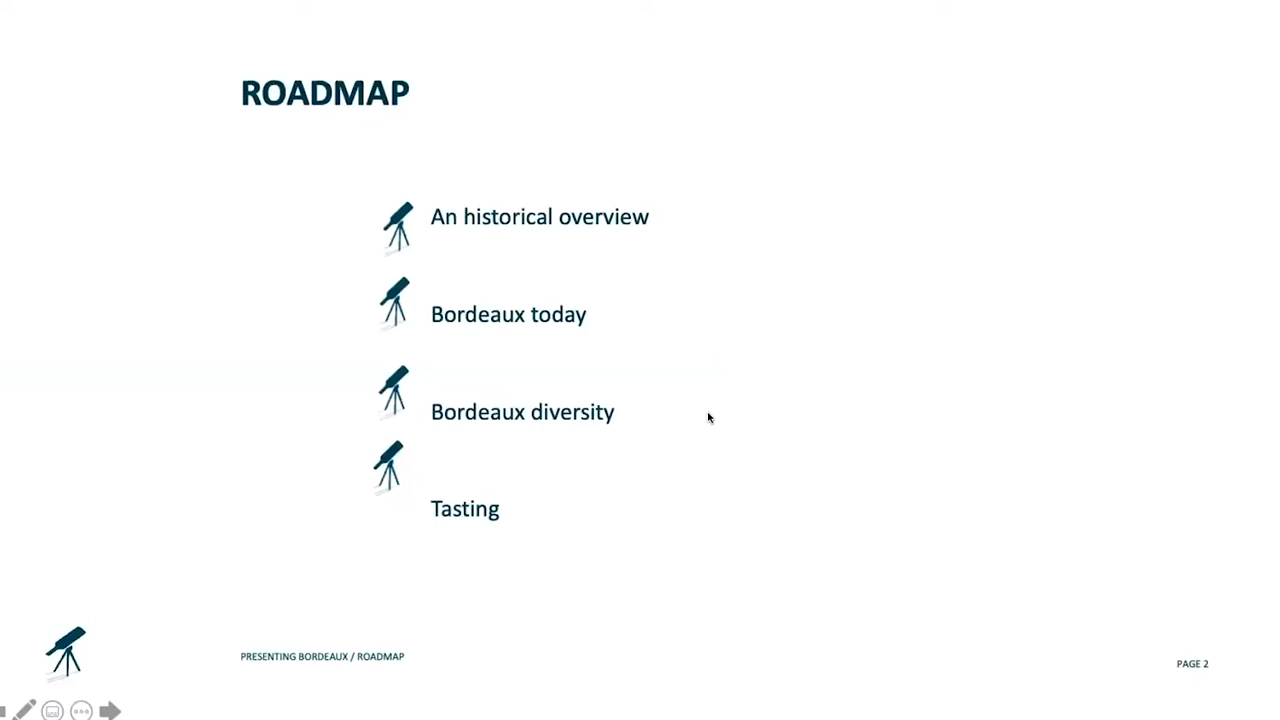 ROADMAP
An historical overview
Bordeaux today
Bordeaux diversity
Tasting
PRESENTING BORDEAUX / ROADMAP
PAGE 2